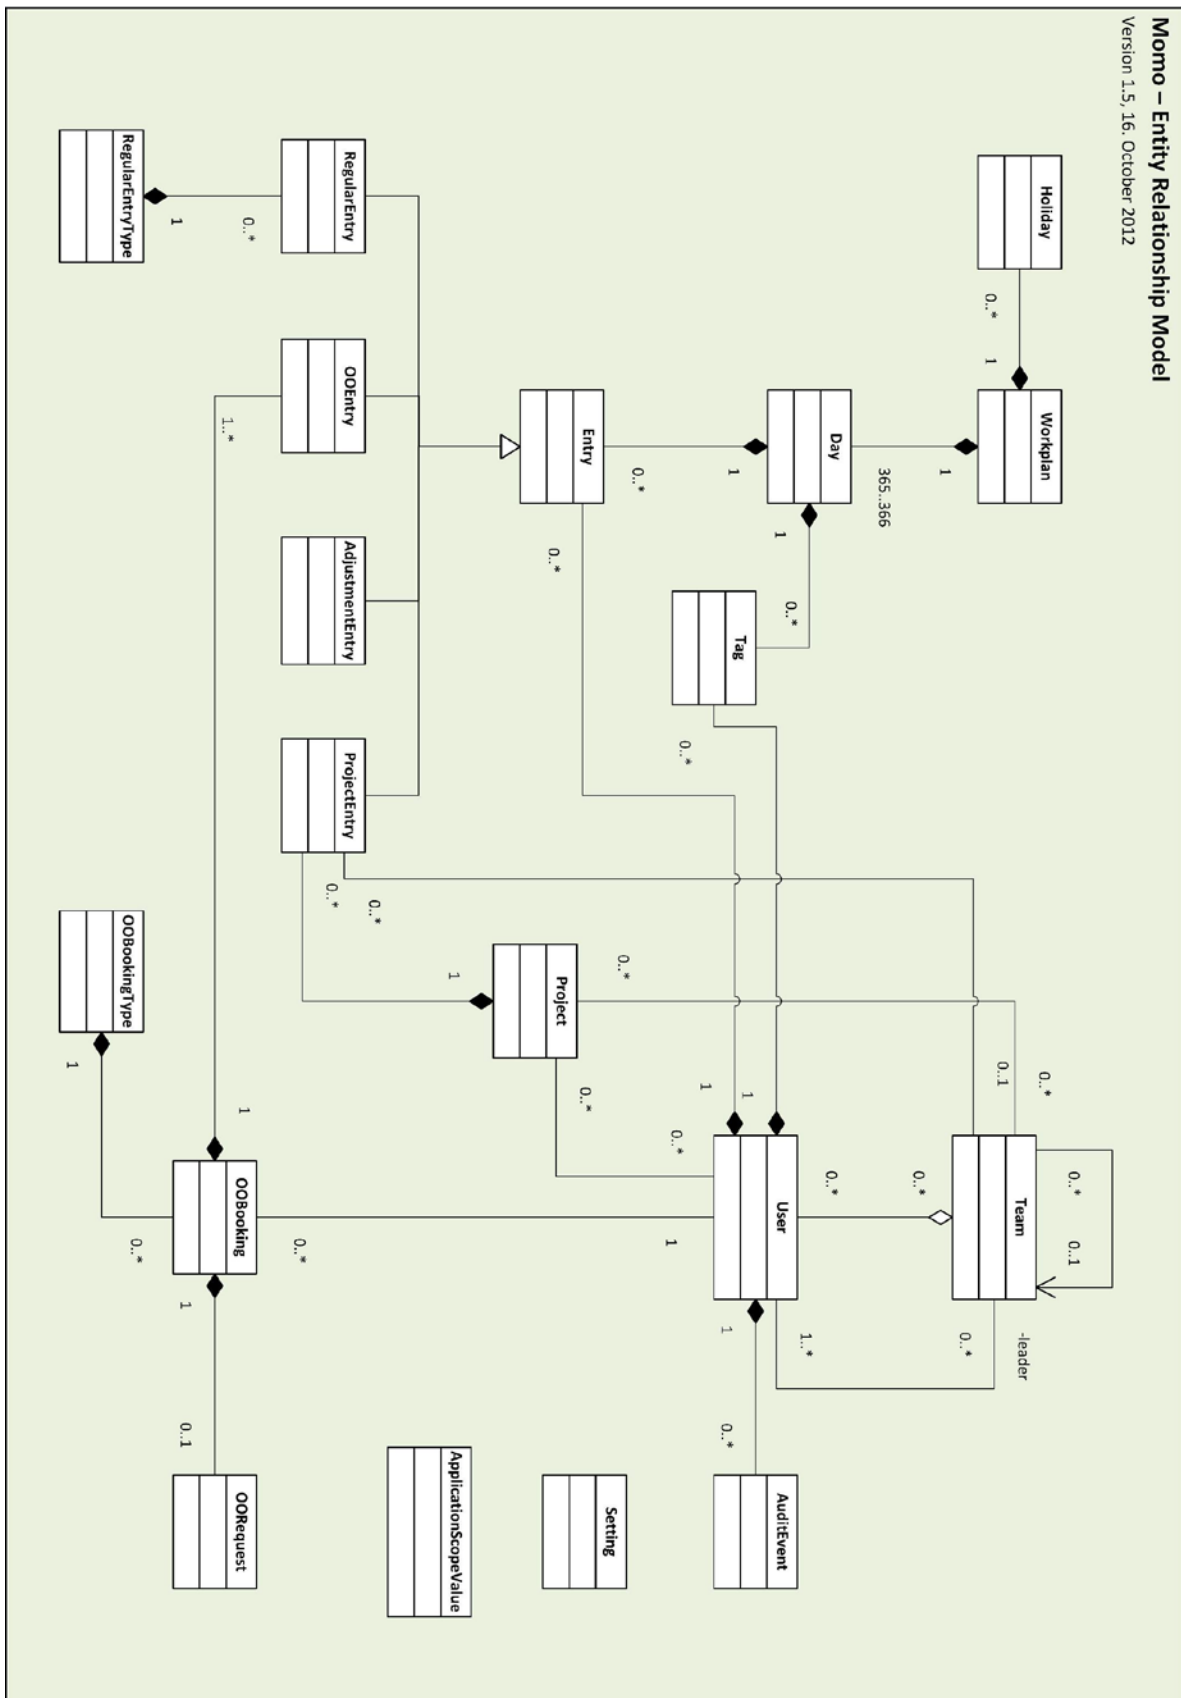 Momo – Entity Relationship Model
Version 1.5, 16. October 2012
Holiday
0..*
1
Workplan
1
365..366
Day
1
0..*
1
0..*
Tag
0..*
Entry
0..*
RegularEntry
OOEntry
AdjustmentEntry
ProjectEntry
0..*
1
RegularEntryType
1..*
0..*
0..*
Project
0..*
1
0..*
Team
0..*
0..1
0..*
0..1
-leader
0..*
0..*
0..*
1..*
User
1
1
0..*
1
1
0..*
AuditEvent
Setting
ApplicationScopeValue
OOBookingType
1
0..*
OOBooking
1
0..*
1
0..1
OORequest